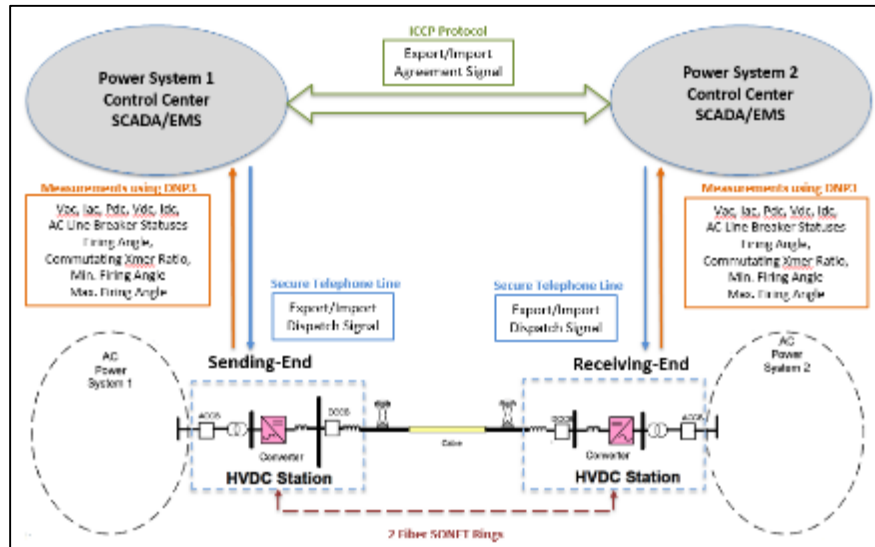 ICCP Protocol
Export/Import
Agreement Signal
Power System 1
Control Center
SCADA/EMS
Power System 2
Control Center
SCADA/EMS
Measurements using DNP3
Vac, Iac, Pdc, Vdc, Idc,
AC Line Breaker Statuses
Firing Angle,
Commutating Xmer Ratio,
Min. Firing Angle
Max. Firing Angle
Measurements using DNP3
Vac, Iac, Pdc, Vdc, Idc,
AC Line Breaker Statuses
Firing Angle,
Commutating Xmer Ratio,
Min. Firing Angle
Max. Firing Angle
Secure Telephone Line
Export/Import
Dispatch Signal
Secure Telephone Line
Export/Import
Dispatch Signal
AC
Power
System 1
Sending-End
Receiving-End
AC
Power
System 2
ACCB
DCCB
DCCB
ACCB
Converter
Cable
Converter
HVDC Station
HVDC Station
2 Fiber SONET Rings